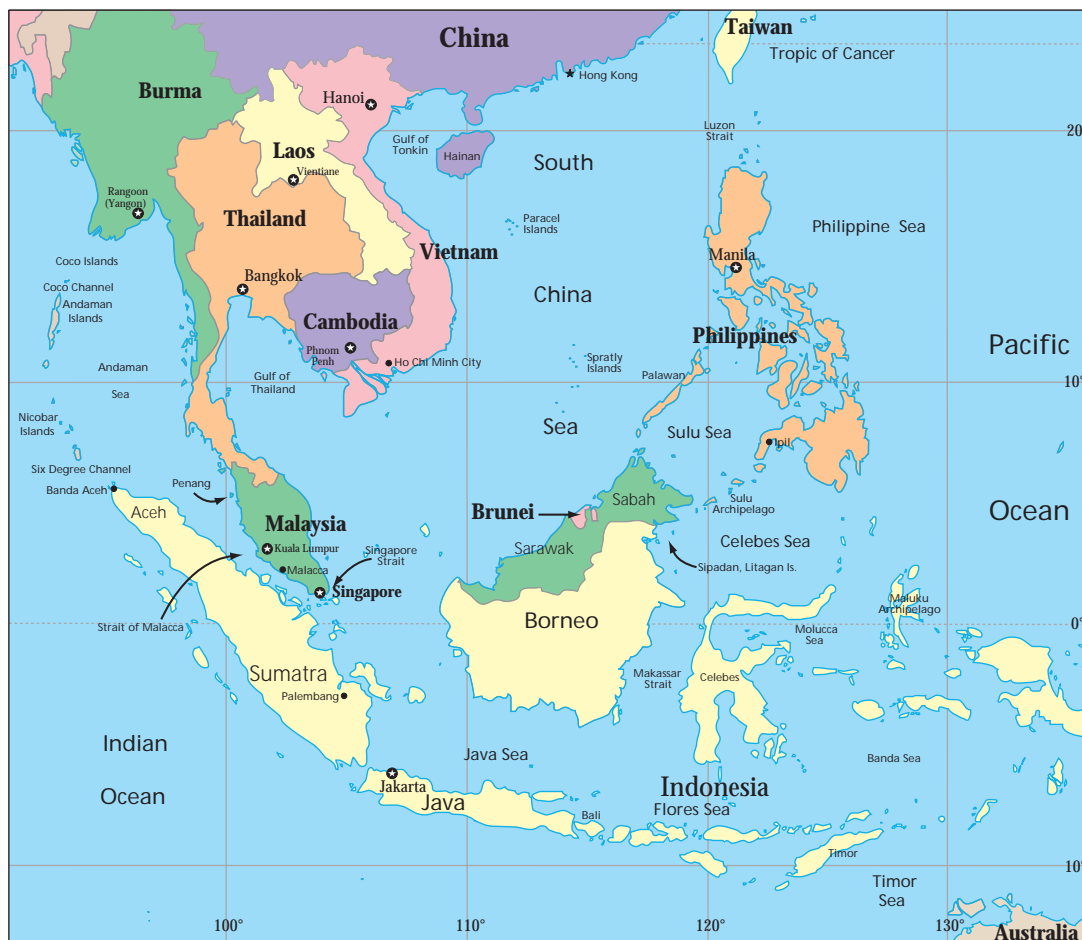 China
Taiwan
Tropic of Cancer
Hong Kong
Burma
Hanoi
Luzon
Strait
20°
Gulf of
Tonkin
Hainan
Laos
South
Vientiane
Rangoon
(Yangon)
Thailand
Paracel
Islands
Philippine Sea
Vietnam
Manila
Coco Islands
Bangkok
Coco Channel
Andaman
Islands
China
Cambodia
Philippines
Pacific
Phnom
Penh
Ho Chi Minh City
Spratly
Islands
Andaman
Sea
Gulf of
Thailand
Palawan
10°
Nicobar
Islands
Sea
Sulu Sea
Ipil
Six Degree Channel
Banda Aceh
Penang
Aceh
Malaysia
Brunei
Sabah
Sulu
Archipelago
Ocean
Kuala Lumpur
Singapore
Strait
Sarawak
Celebes Sea
Malacca
Sipadan, Litagan Is.
Singapore
Strait of Malacca
Borneo
Maluku
Archipelago
0°
Molucca
Sea
Sumatra
Makassar
Strait
Celebes
Palembang
Indian
Ocean
Java Sea
Banda Sea
Jakarta
Java
Indonesia
Flores Sea
Bali
Timor
10°
Timor
Sea
100°
110°
120°
130°
Australia